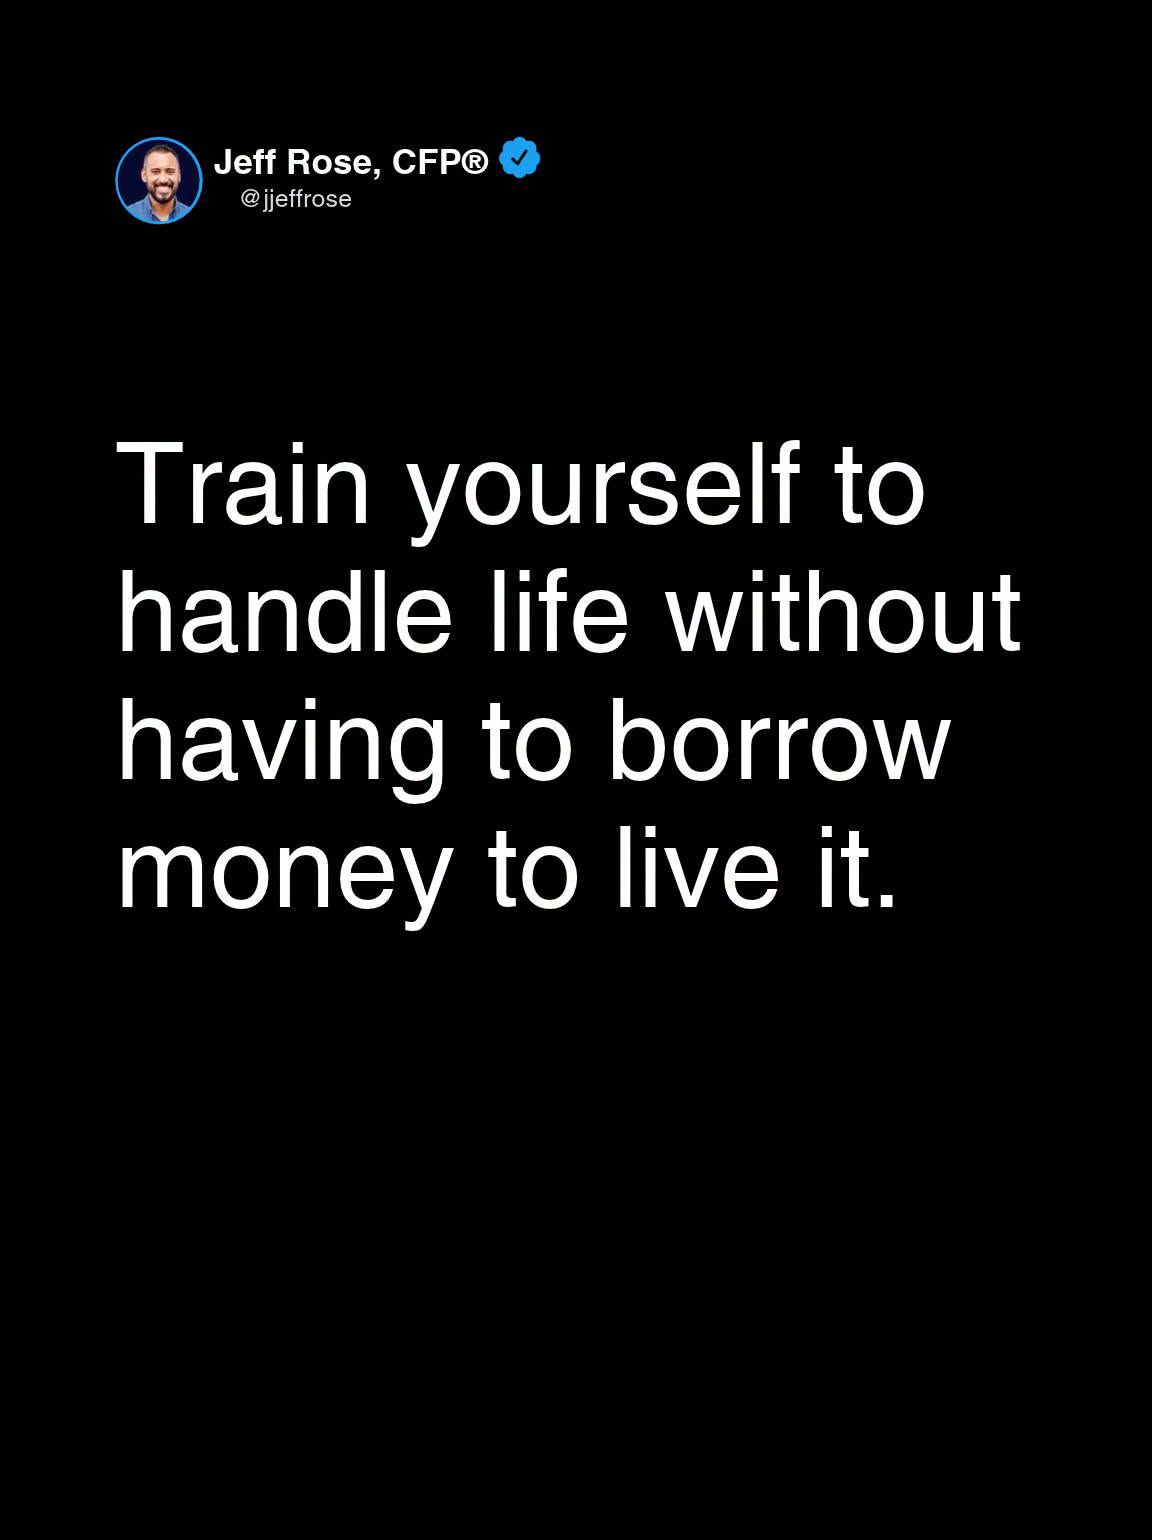 Jeff Rose, CFP®
@jjeffrose
Train yourself to
handle life without
having to borrow
money to live it.